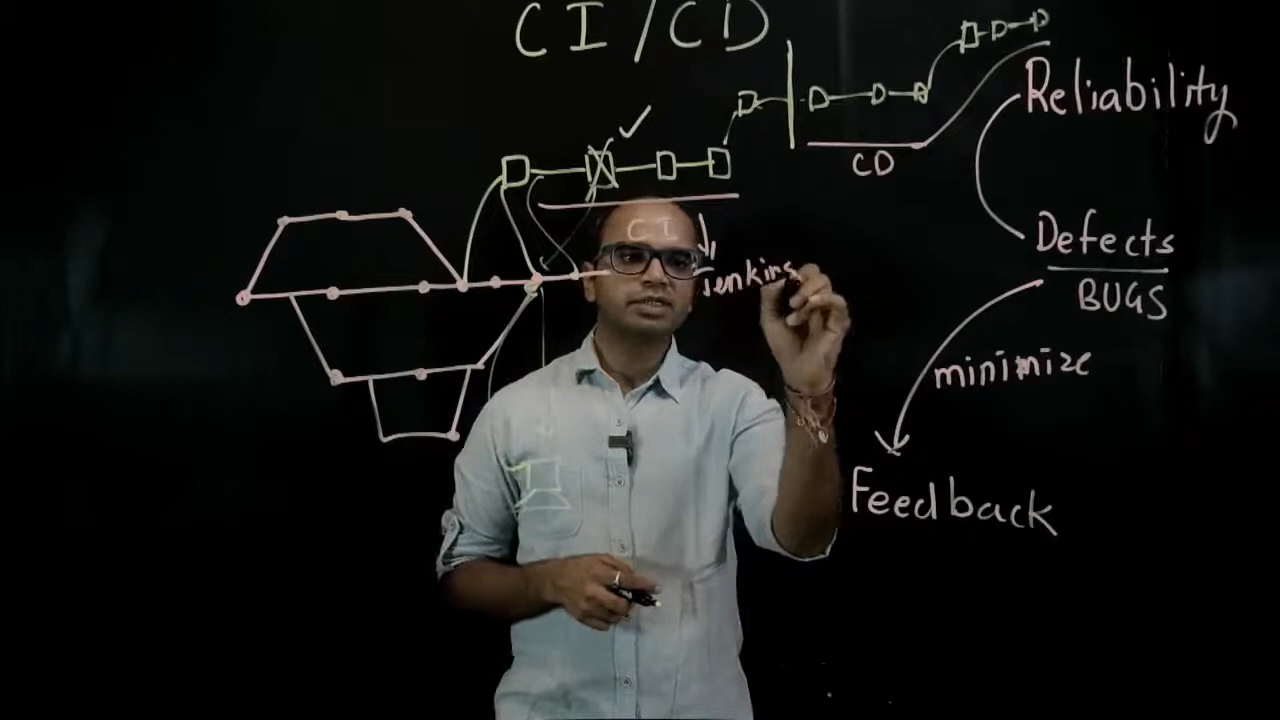 CI/CD
Reliability
CD
CI
Defects
Jenkins
BUGS
minimize
Feedback